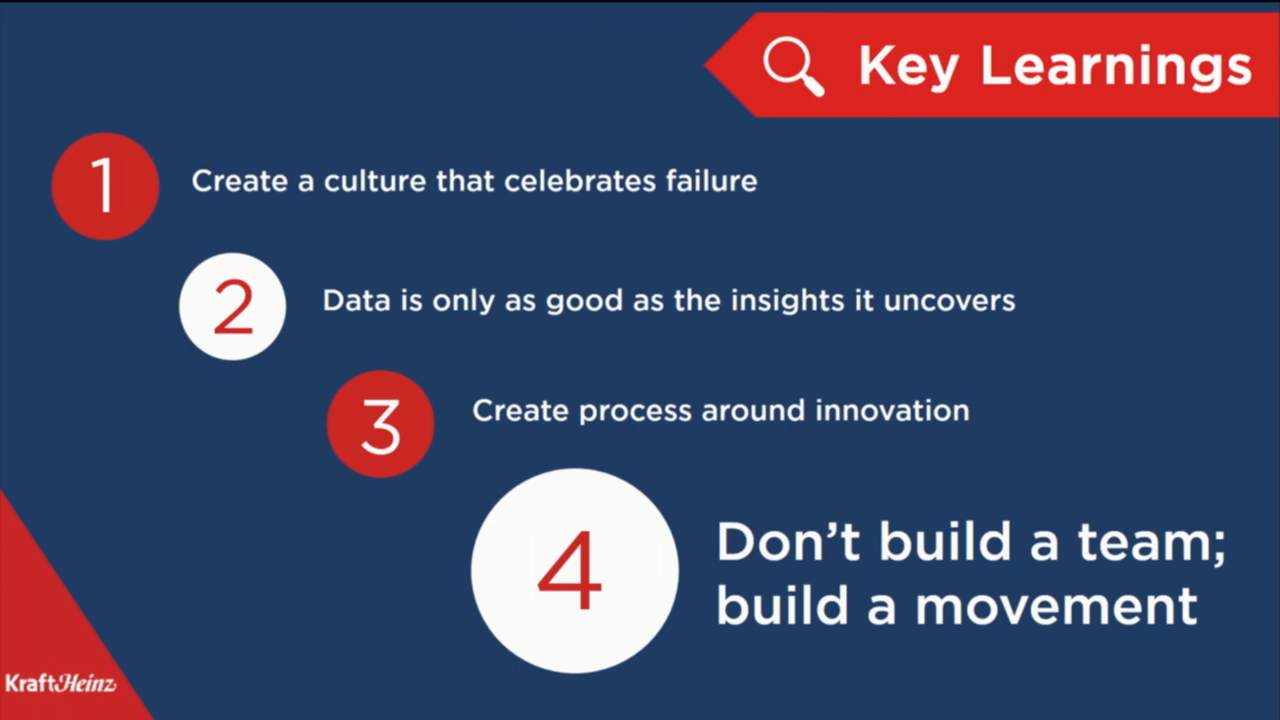 Key Learnings
1
Create a culture that celebrates failure
2
Data is only as good as the insights it uncovers
3
Create process around innovation
4
Don’t build a team;
build a movement
KraftHeinz